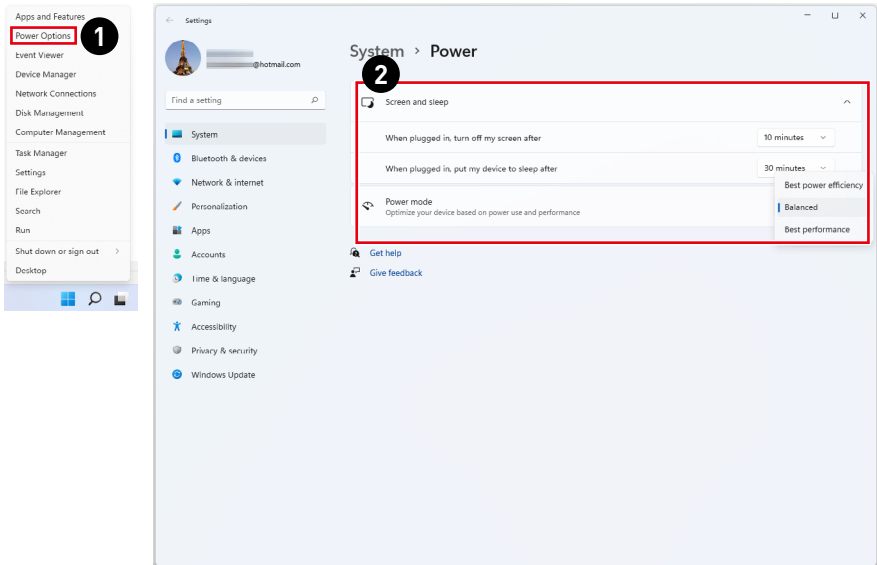 Apps and Features
Power Options
1
Event Viewer
Device Manager
Network Connections
Disk Management
Computer Management
Task Manager
Settings
File Explorer
Search
Run
Shut down or sign out
Desktop
Settings
@hotmail.com
Find a setting
System
Bluetooth & devices
Network & internet
Personalization
Apps
Accounts
Time & language
Gaming
Accessibility
Privacy & security
Windows Update
System > Power
2
Screen and sleep
When plugged in, turn off my screen after
10 minutes
When plugged in, put my device to sleep after
30 minutes
Power mode
Optimize your device based on power use and performance
Best power efficiency
Balanced
Best performance
Get help
Give feedback